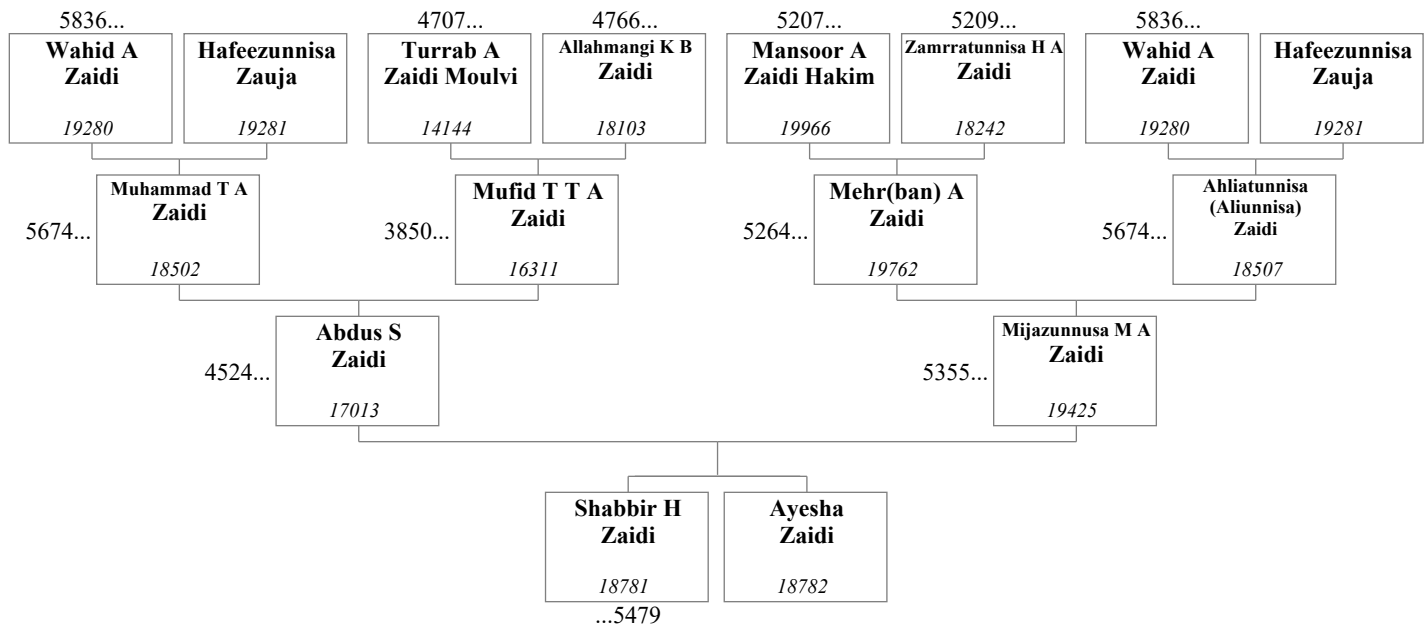 5836...
4707...
4766...
5207...
5209...
5836...
Wahid A
Zaidi
19280
Hafeezunnisa
Zauja
19281
Turrab A
Zaidi Moulvi
14144
Allahmangi K B
Zaidi
18103
Mansoor A
Zaidi Hakim
19966
Zamrratunnisa H A
Zaidi
18242
Wahid A
Zaidi
19280
Hafeezunnisa
Zauja
19281
5674...
Muhammad T A
Zaidi
18502
3850...
Mufid T T A
Zaidi
16311
5264...
Mehr(ban) A
Zaidi
19762
5674...
Ahliatunnisa
(Aliunnisa)
Zaidi
18507
4524...
Abdus S
Zaidi
17013
5355...
Mijazunnusa M A
Zaidi
19425
Shabbir H
Zaidi
18781
...5479
Ayesha
Zaidi
18782